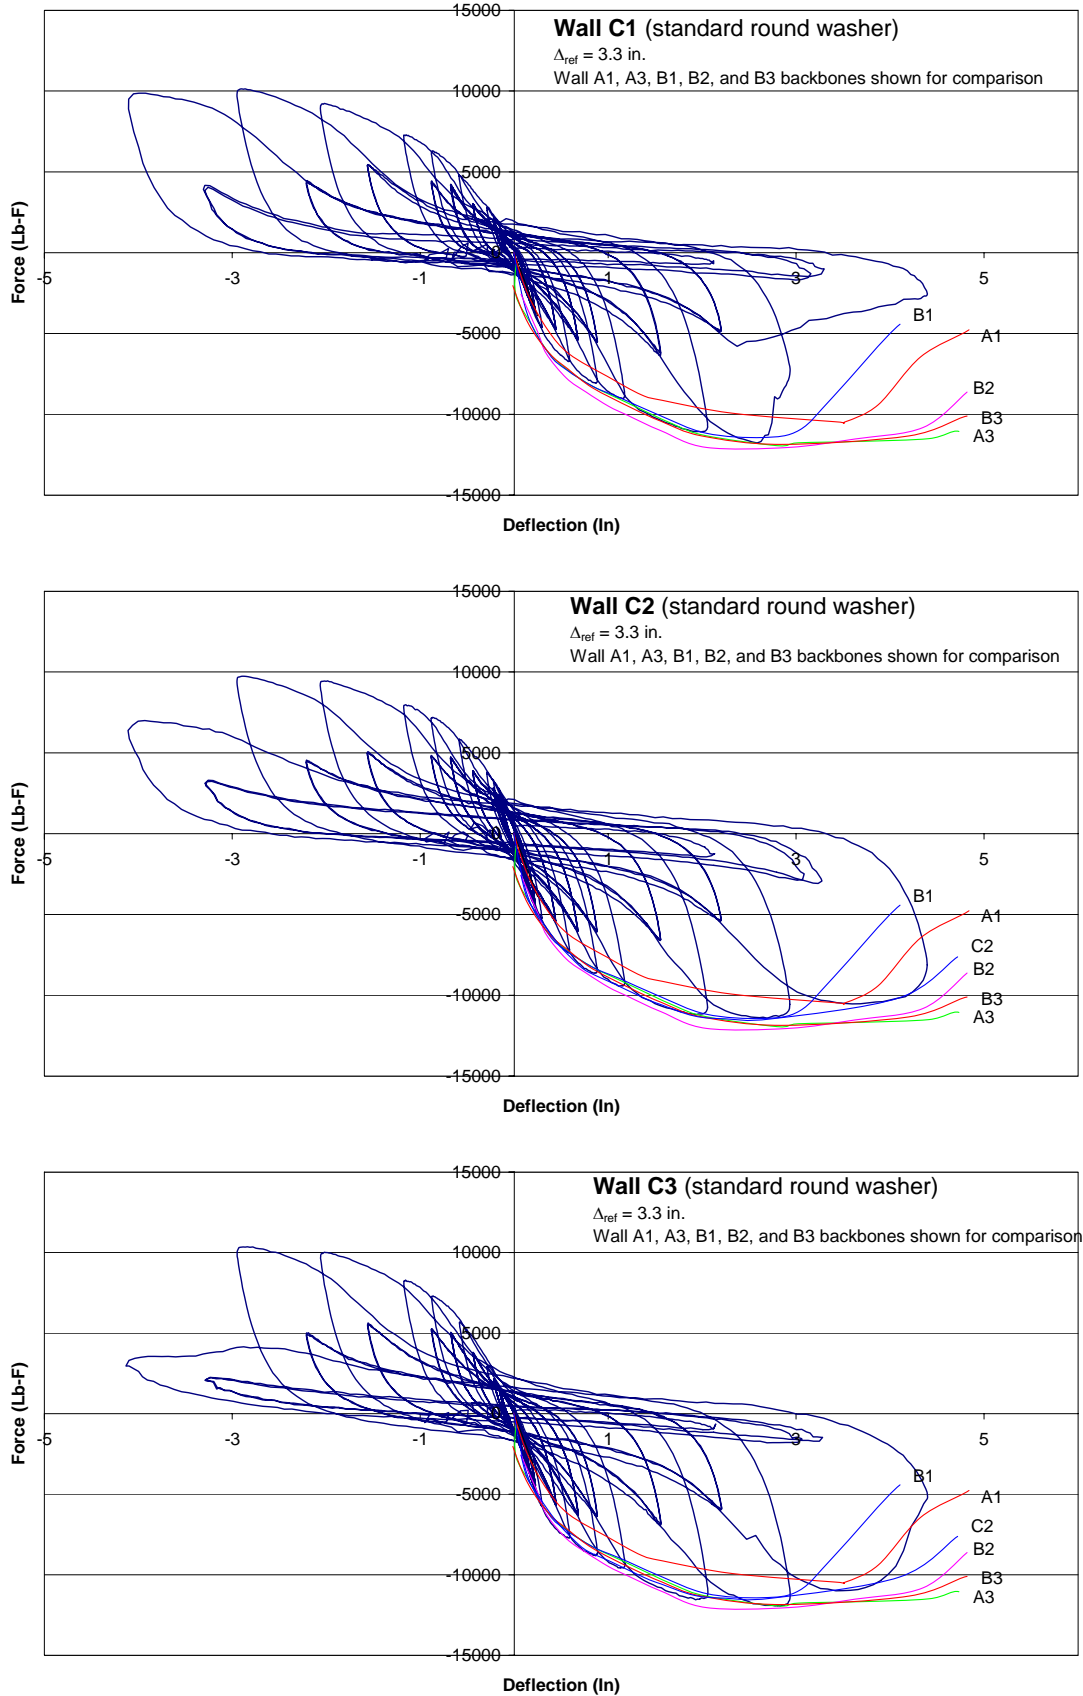 15000
Wall C1 (standard round washer)
Δref = 3.3 in.
Wall A1, A3, B1, B2, and B3 backbones shown for comparison
10000
5000
0
-5 -3 -1 1 3 5
B1
-5000
A1
B2
-10000
B3
A3
-15000
Force (Lb-F)
Deflection (In)
15000
Wall C2 (standard round washer)
Δref = 3.3 in.
Wall A1, A3, B1, B2, and B3 backbones shown for comparison
10000
5000
0
-5 -3 -1 1 3 5
B1
-5000
A1
C2
B2
-10000
B3
A3
-15000
Force (Lb-F)
Deflection (In)
15000
Wall C3 (standard round washer)
Δref = 3.3 in.
Wall A1, A3, B1, B2, and B3 backbones shown for comparison
10000
5000
0
-5 -3 -1 1 3 5
B1
-5000
A1
C2
B2
-10000
B3
A3
-15000
Force (Lb-F)
Deflection (In)